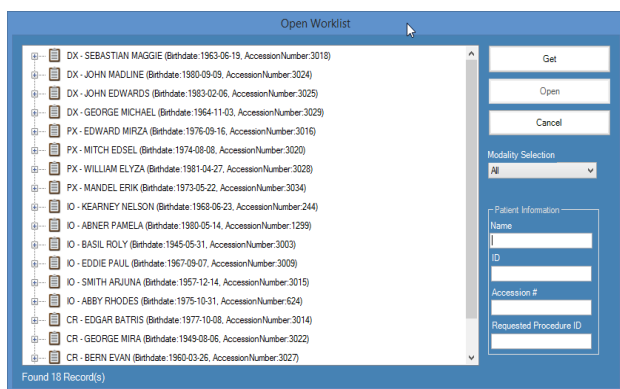 Open Worklist
DX - SEBASTIAN MAGGIE (Birthdate:1963-06-19, AccessionNumber:3018)
DX - JOHN MADLINE (Birthdate:1980-09-09, AccessionNumber:3024)
DX - JOHN EDWARDS (Birthdate:1983-02-06, AccessionNumber:3025)
DX - GEORGE MICHAEL (Birthdate:1964-11-03, AccessionNumber:3029)
PX - EDWARD MIRZA (Birthdate:1976-09-16, AccessionNumber:3016)
PX - MITCH EDSEL (Birthdate:1974-08-08, AccessionNumber:3020)
PX - WILLIAM ELYZA (Birthdate:1981-04-27, AccessionNumber:3028)
PX - MANDEL ERIK (Birthdate:1973-05-22, AccessionNumber:3034)
IO - KEARNEY NELSON (Birthdate:1968-06-23, AccessionNumber:244)
IO - ABNER PAMELA (Birthdate:1980-05-14, AccessionNumber:1299)
IO - BASIL ROLY (Birthdate:1945-05-31, AccessionNumber:3003)
IO - EDDIE PAUL (Birthdate:1967-09-07, AccessionNumber:3009)
IO - SMITH ARJUNA (Birthdate:1957-12-14, AccessionNumber:3015)
IO - ABBY RHODES (Birthdate:1975-10-31, AccessionNumber:624)
CR - EDGAR BATRIS (Birthdate:1977-10-08, AccessionNumber:3014)
CR - GEORGE MIRA (Birthdate:1949-08-06, AccessionNumber:3022)
CR - BERN EVAN (Birthdate:1960-03-26, AccessionNumber:3027)
Found 18 Record(s)
Get
Open
Cancel
Modality Selection
All
Patient Information
Name
ID
Accession #
Requested Procedure ID